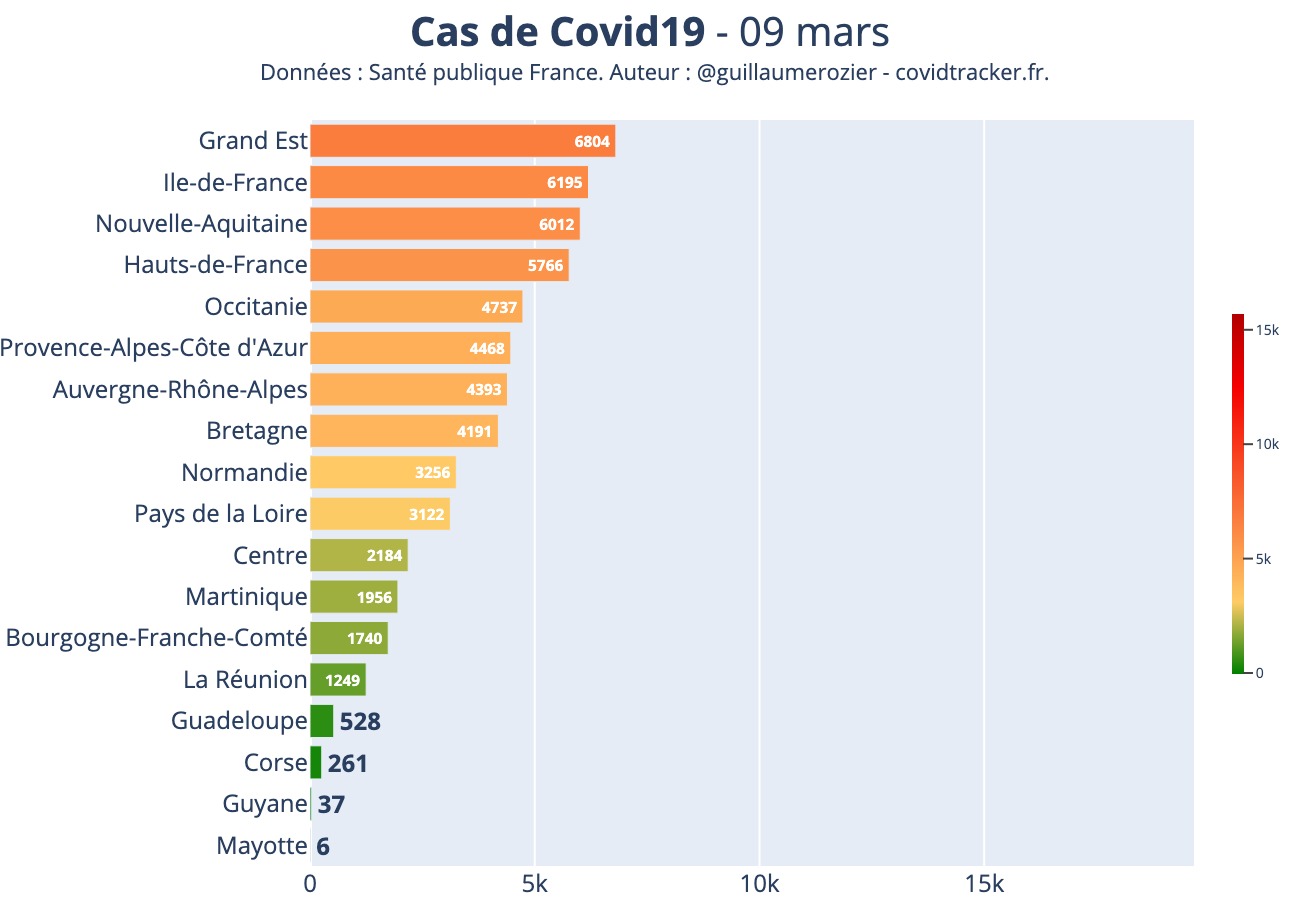 Cas de Covid19 - 09 mars
Données : Santé publique France. Auteur : @guillaumerozier - covidtracker.fr.
Grand Est 6804
Ile-de-France 6195
Nouvelle-Aquitaine 6012
Hauts-de-France 5766
Occitanie 4737
Provence-Alpes-Côte d'Azur 4468
Auvergne-Rhône-Alpes 4393
Bretagne 4191
Normandie 3256
Pays de la Loire 3122
Centre 2184
Martinique 1956
Bourgogne-Franche-Comté 1740
La Réunion 1249
Guadeloupe 528
Corse 261
Guyane 37
Mayotte 6
0 5k 10k 15k
15k
10k
5k
0